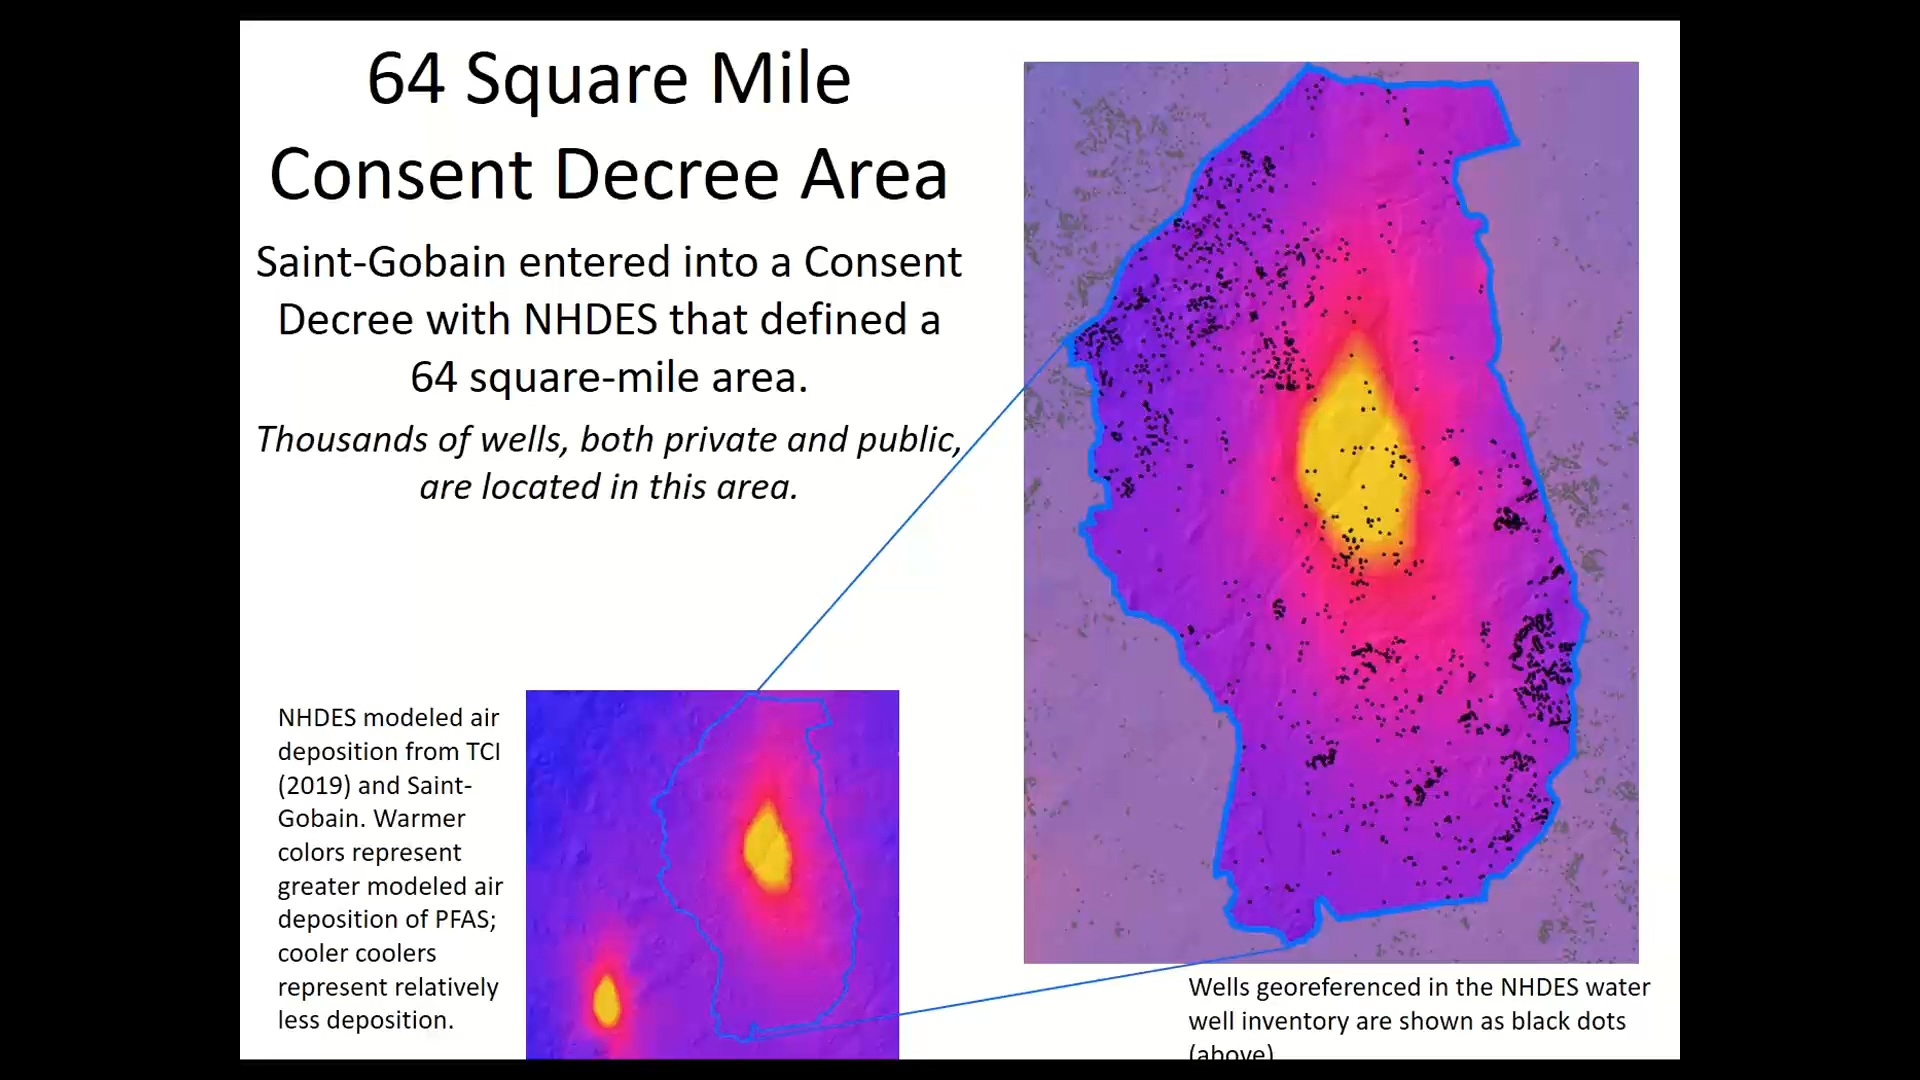 64 Square Mile
Consent Decree Area
Saint-Gobain entered into a Consent
Decree with NHDES that defined a
64 square-mile area.
Thousands of wells, both private and public,
are located in this area.
NHDES modeled air
deposition from TCI
(2019) and Saint-
Gobain. Warmer
colors represent
greater modeled air
deposition of PFAS;
cooler coolers
represent relatively
less deposition.
Wells georeferenced in the NHDES water
well inventory are shown as black dots
(above)